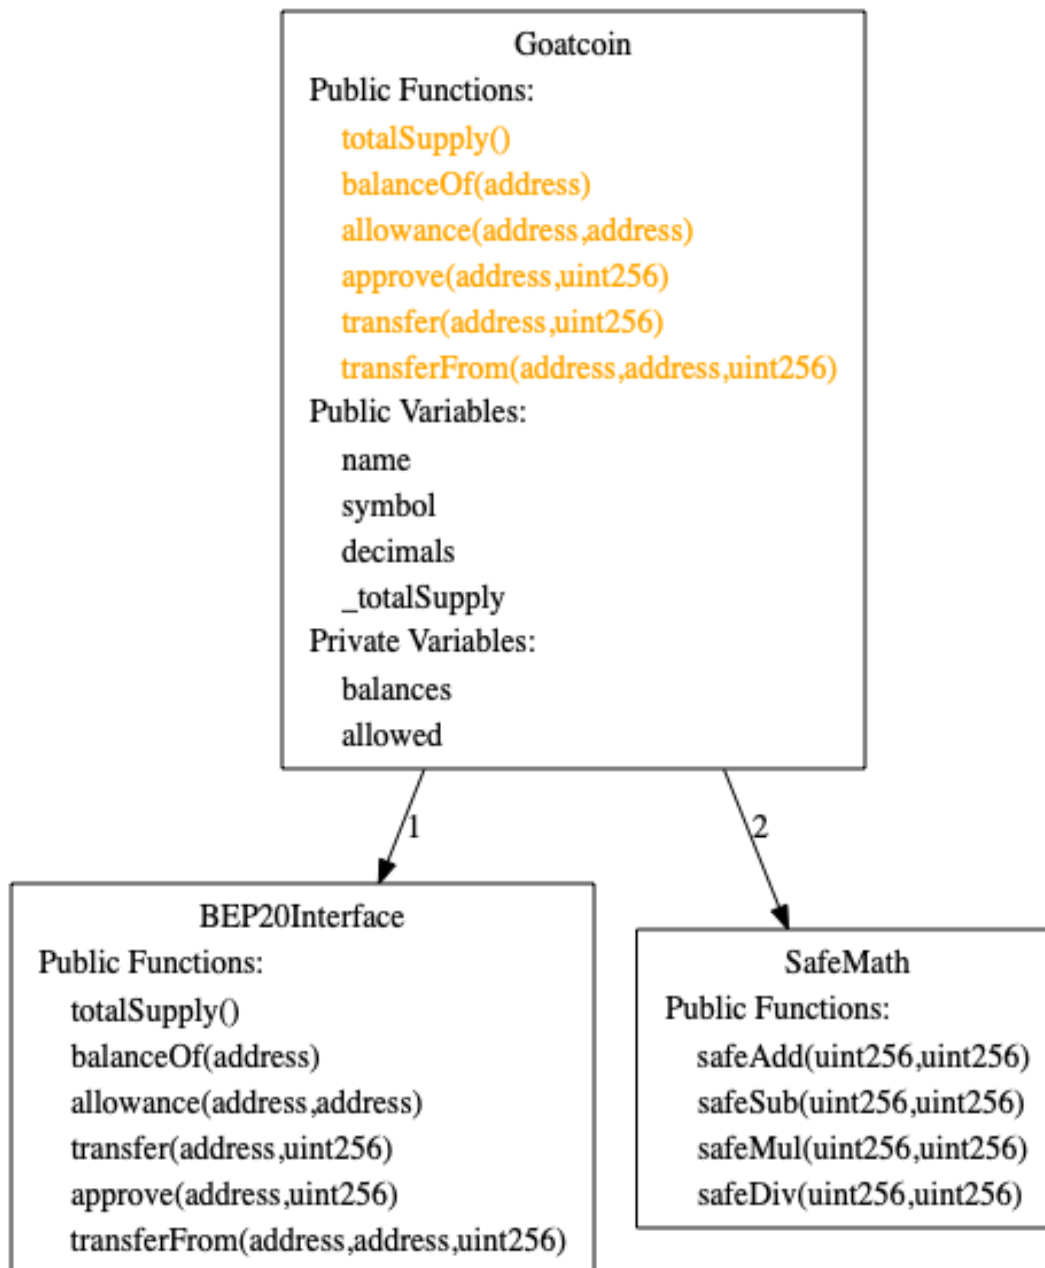 Goatcoin
Public Functions:
totalSupply()
balanceOf(address)
allowance(address,address)
approve(address,uint256)
transfer(address,uint256)
transferFrom(address,address,uint256)
Public Variables:
name
symbol
decimals
_totalSupply
Private Variables:
balances
allowed
1
2
BEP20Interface
Public Functions:
totalSupply()
balanceOf(address)
allowance(address,address)
transfer(address,uint256)
approve(address,uint256)
transferFrom(address,address,uint256)
SafeMath
Public Functions:
safeAdd(uint256,uint256)
safeSub(uint256,uint256)
safeMul(uint256,uint256)
safeDiv(uint256,uint256)